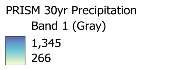 PRISM 30yr Precipitation
Band 1 (Gray)
1,345
266